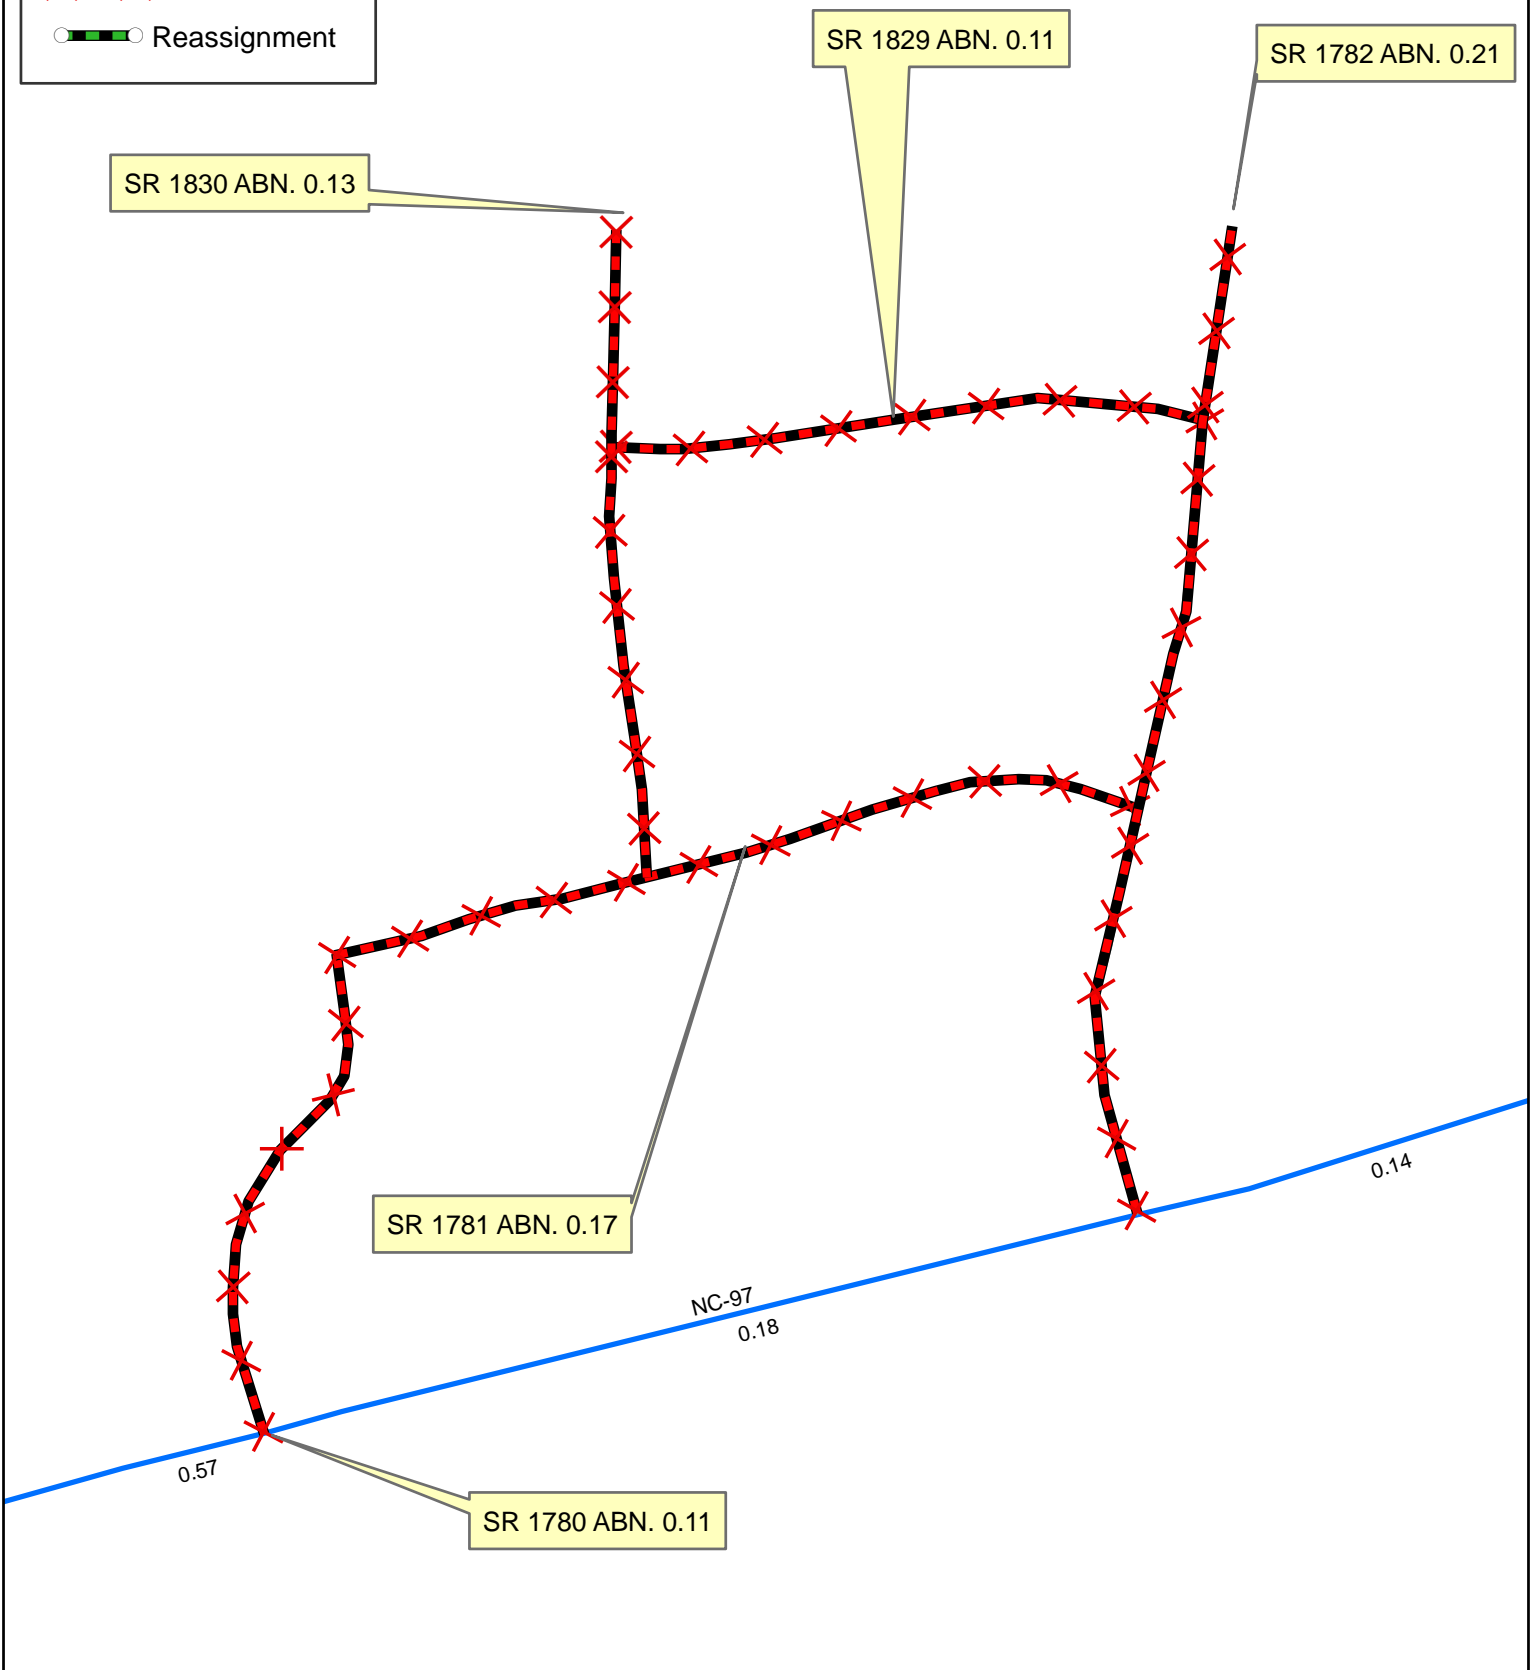 Reassignment
SR 1829 ABN. 0.11
SR 1782 ABN. 0.21
SR 1830 ABN. 0.13
0.14
SR 1781 ABN. 0.17
NC-97
0.18
0.57
SR 1780 ABN. 0.11